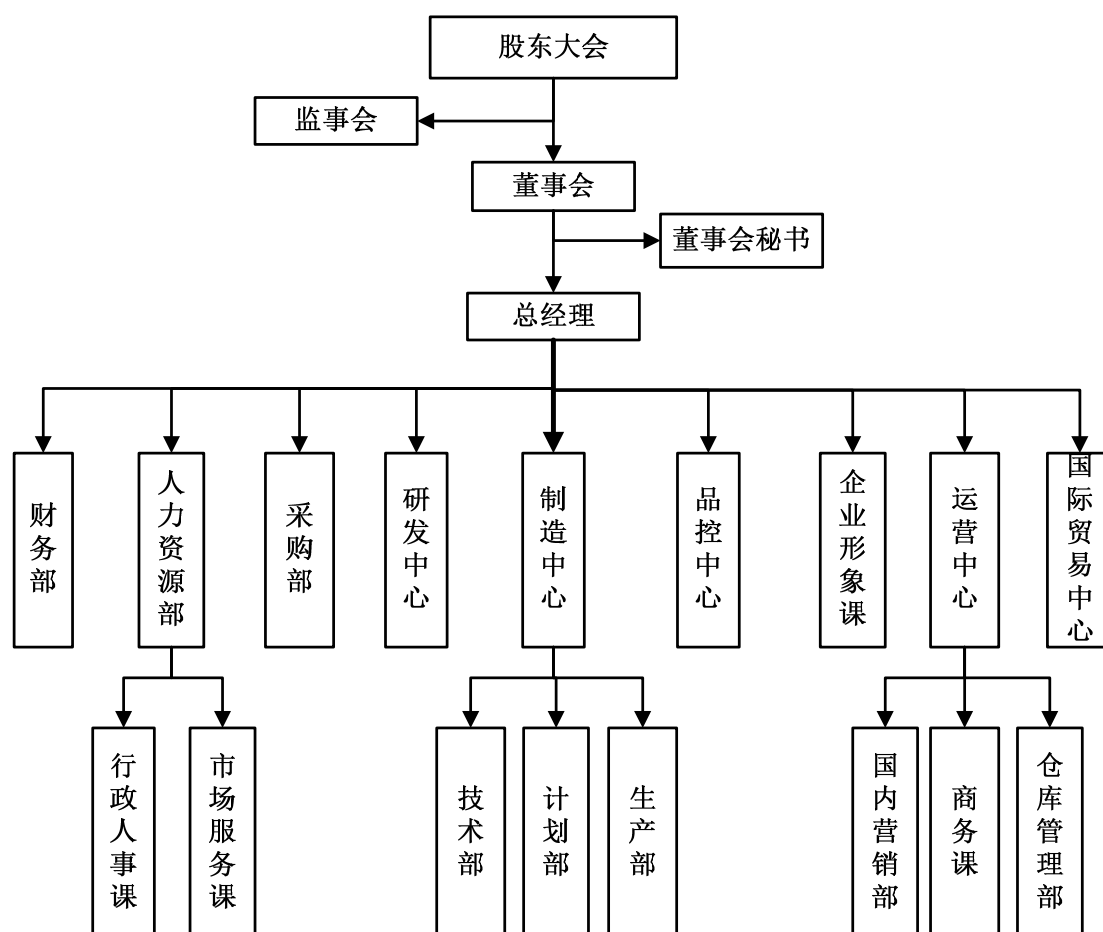 股东大会
监事会
董事会
董事会秘书
总经理
财务部
人力资源部
采购部
研发中心
制造中心
品控中心
企业形象课
运营中心
国际贸易中心
行政人事课
市场服务课
技术部
计划部
生产部
国内营销部
商务课
仓库管理部